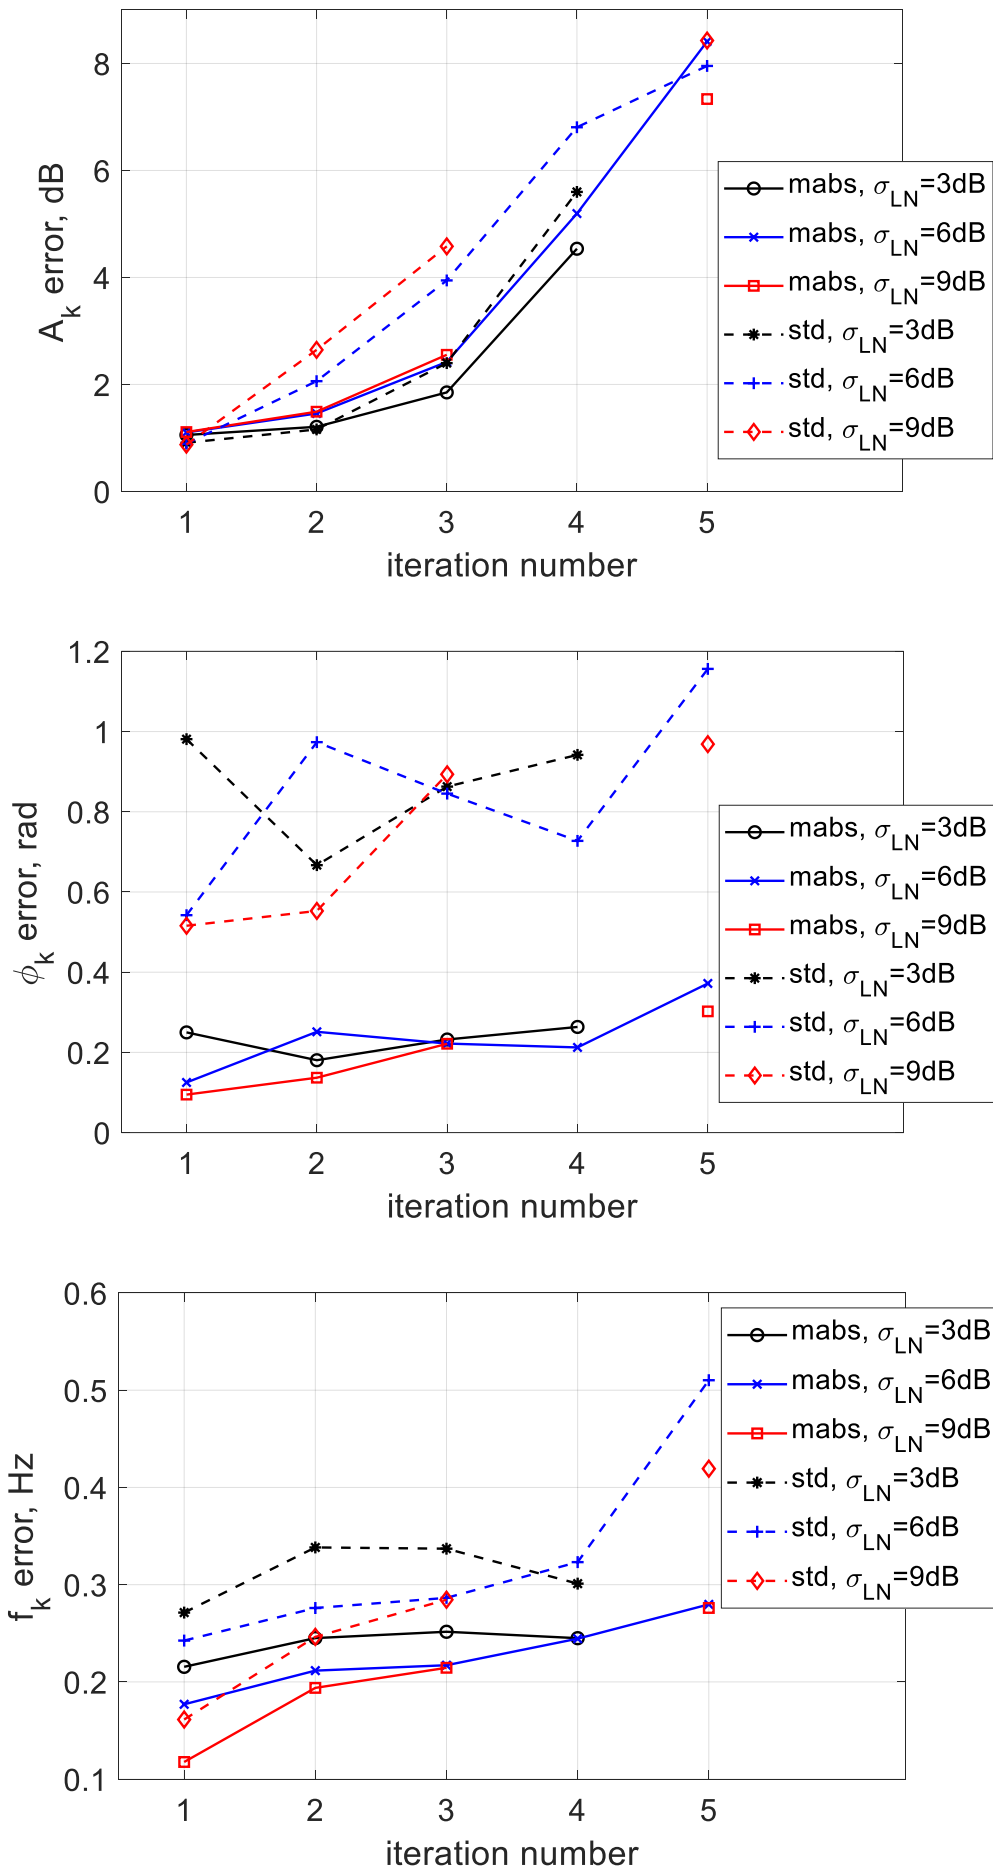 8
6
4
2
0
A_k error, dB
1 2 3 4 5
iteration number
mabs, σ_LN=3dB
mabs, σ_LN=6dB
mabs, σ_LN=9dB
std, σ_LN=3dB
std, σ_LN=6dB
std, σ_LN=9dB
1.2
1
0.8
0.6
0.4
0.2
0
ϕ_k error, rad
1 2 3 4 5
iteration number
mabs, σ_LN=3dB
mabs, σ_LN=6dB
mabs, σ_LN=9dB
std, σ_LN=3dB
std, σ_LN=6dB
std, σ_LN=9dB
0.6
0.5
0.4
0.3
0.2
0.1
f_k error, Hz
1 2 3 4 5
iteration number
mabs, σ_LN=3dB
mabs, σ_LN=6dB
mabs, σ_LN=9dB
std, σ_LN=3dB
std, σ_LN=6dB
std, σ_LN=9dB